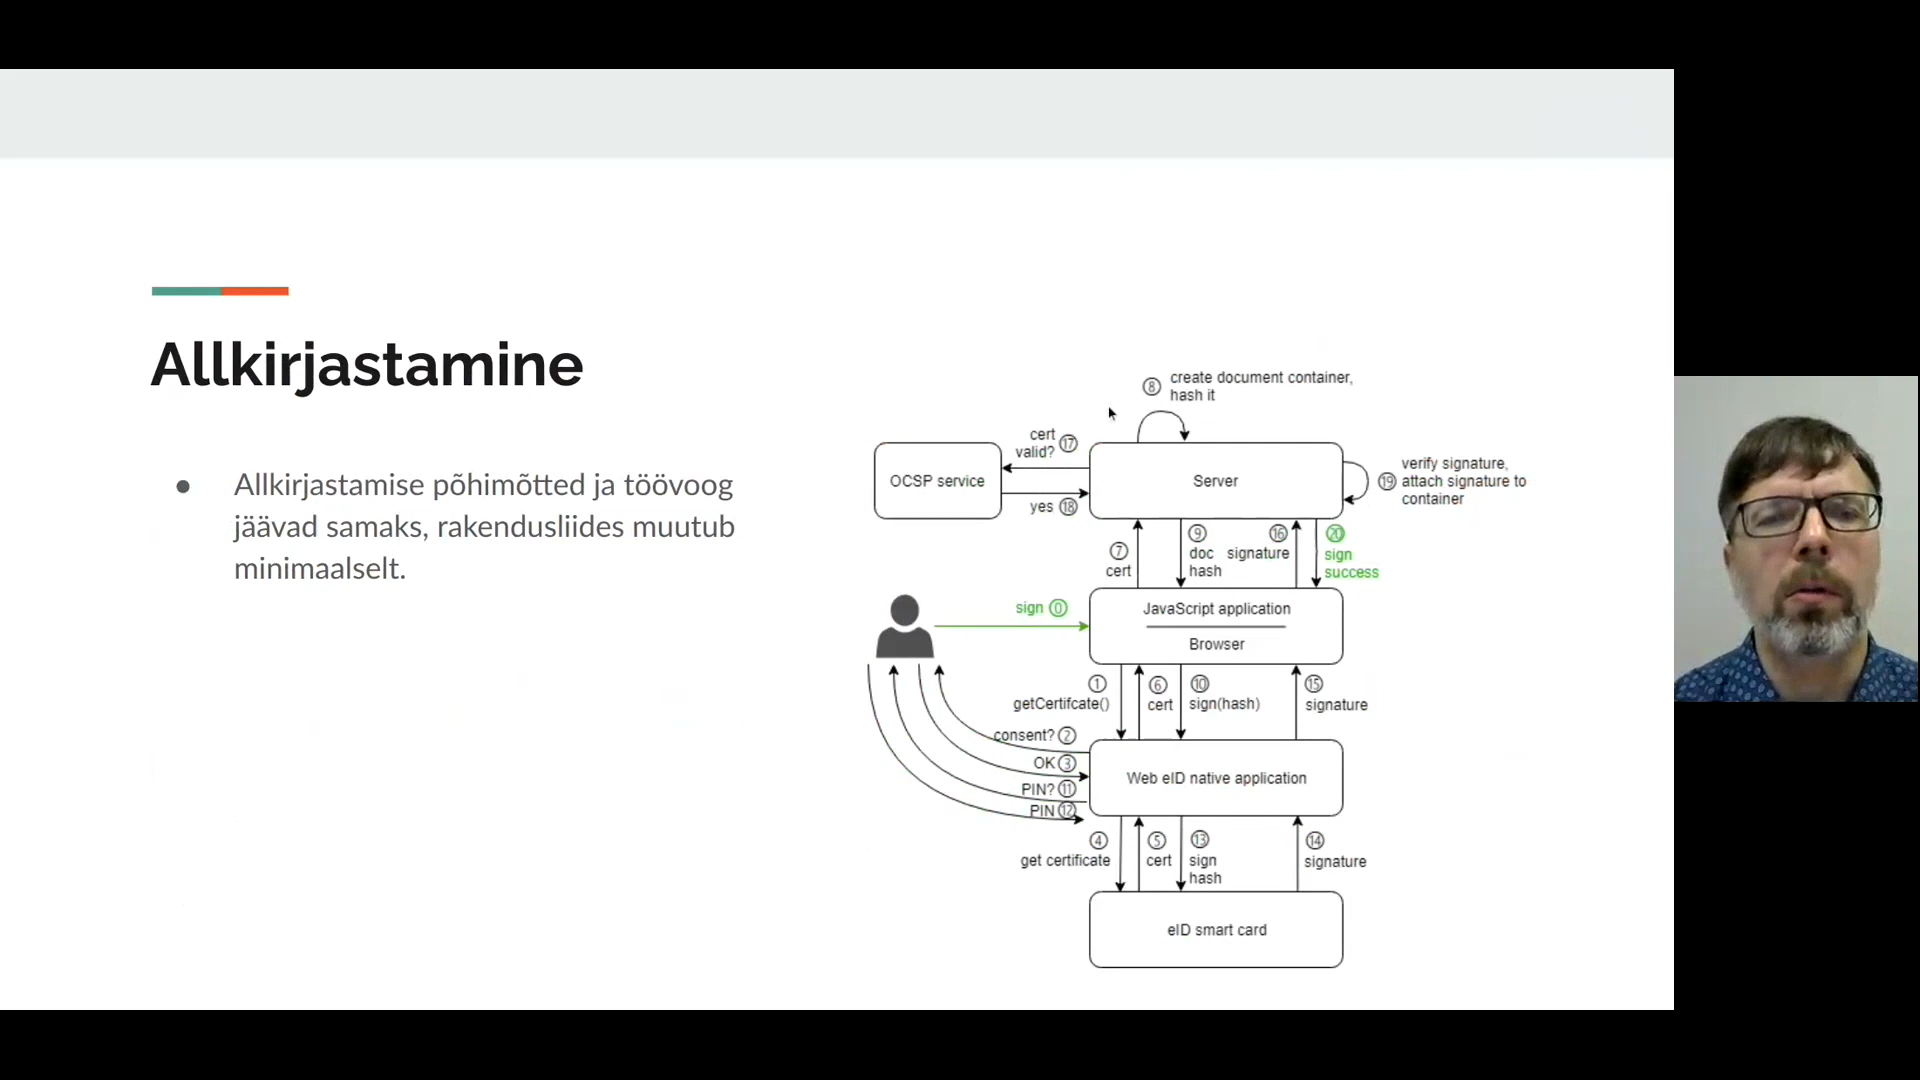 Allkirjastamine
● Allkirjastamise põhimõtted ja töövoog
jäävad samaks, rakendusliides muutub
minimaalselt.
⑧ create document container,
hash it
cert
valid? ⑰
OCSP service
yes ⑱
Server
⑲ verify signature,
attach signature to
container
⑦
cert
⑨
doc
hash
⑯
signature
⑳
sign
success
sign ⓪
JavaScript application
Browser
①
getCertifcate()
⑥
cert
⑩
sign(hash)
⑮
signature
consent? ②
OK ③
PIN? ⑪
PIN ⑫
Web eID native application
④
get certificate
⑤
cert
⑬
sign
hash
⑭
signature
eID smart card